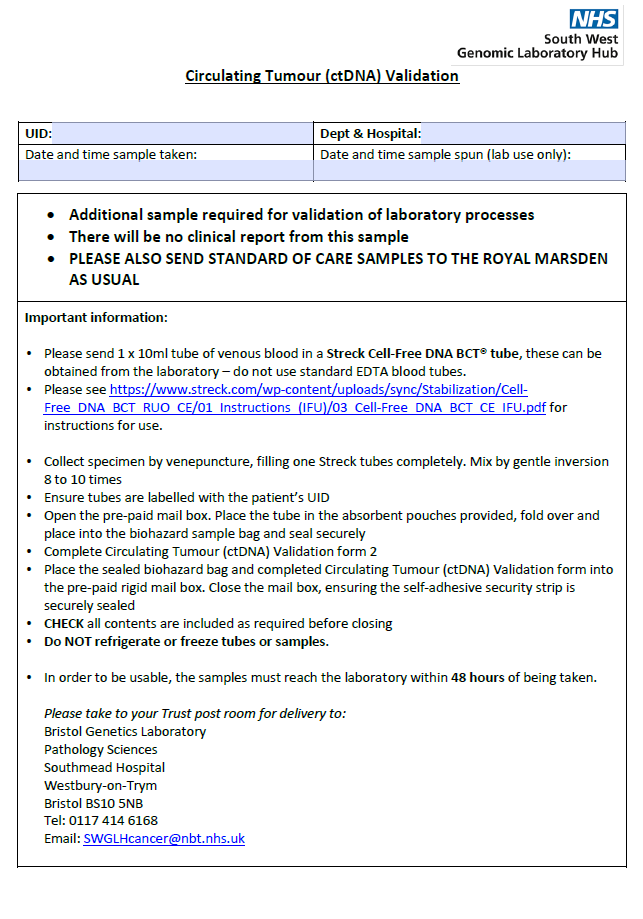 NHS
South West
Genomic Laboratory Hub
Circulating Tumour (ctDNA) Validation
UID: Dept & Hospital:
Date and time sample taken: Date and time sample spun (lab use only):
• Additional sample required for validation of laboratory processes
• There will be no clinical report from this sample
• PLEASE ALSO SEND STANDARD OF CARE SAMPLES TO THE ROYAL MARSDEN
AS USUAL
Important information:
• Please send 1 x 10ml tube of venous blood in a Streck Cell-Free DNA BCT® tube, these can be
obtained from the laboratory – do not use standard EDTA blood tubes.
• Please see https://www.streck.com/wp-content/uploads/sync/Stabilization/Cell-
Free_DNA_BCT_RUO_CE/01_Instructions_(IFU)/03_Cell-Free_DNA_BCT_CE_IFU.pdf for
instructions for use.
• Collect specimen by venepuncture, filling one Streck tubes completely. Mix by gentle inversion
8 to 10 times
• Ensure tubes are labelled with the patient's UID
• Open the pre-paid mail box. Place the tube in the absorbent pouches provided, fold over and
place into the biohazard sample bag and seal securely
• Complete Circulating Tumour (ctDNA) Validation form 2
• Place the sealed biohazard bag and completed Circulating Tumour (ctDNA) Validation form into
the pre-paid rigid mail box. Close the mail box, ensuring the self-adhesive security strip is
securely sealed
• CHECK all contents are included as required before closing
• Do NOT refrigerate or freeze tubes or samples.
• In order to be usable, the samples must reach the laboratory within 48 hours of being taken.
Please take to your Trust post room for delivery to:
Bristol Genetics Laboratory
Pathology Sciences
Southmead Hospital
Westbury-on-Trym
Bristol BS10 5NB
Tel: 0117 414 6168
Email: SWGLHcancer@nbt.nhs.uk